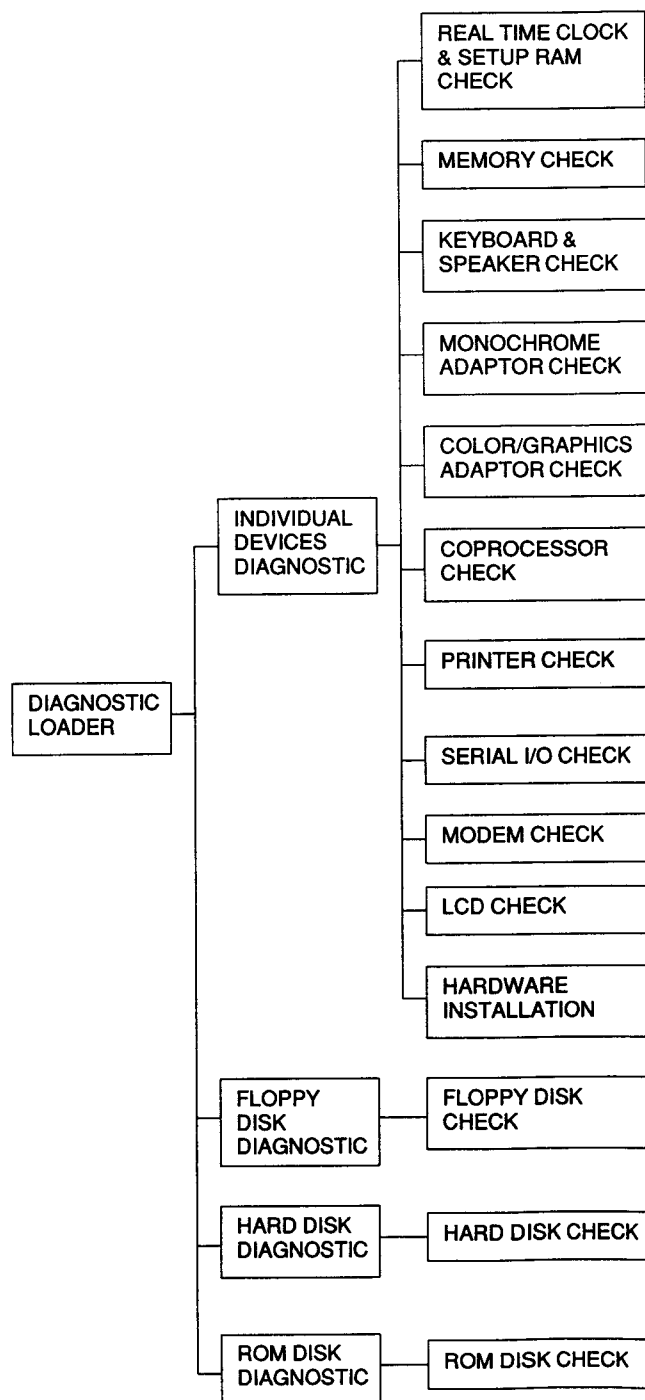 REAL TIME CLOCK
& SETUP RAM
CHECK
MEMORY CHECK
KEYBOARD &
SPEAKER CHECK
MONOCHROME
ADAPTOR CHECK
COLOR/GRAPHICS
ADAPTOR CHECK
INDIVIDUAL
DEVICES
DIAGNOSTIC
COPROCESSOR
CHECK
PRINTER CHECK
DIAGNOSTIC
LOADER
SERIAL I/O CHECK
MODEM CHECK
LCD CHECK
HARDWARE
INSTALLATION
FLOPPY
DISK
DIAGNOSTIC
FLOPPY DISK
CHECK
HARD DISK
DIAGNOSTIC
HARD DISK CHECK
ROM DISK
DIAGNOSTIC
ROM DISK CHECK